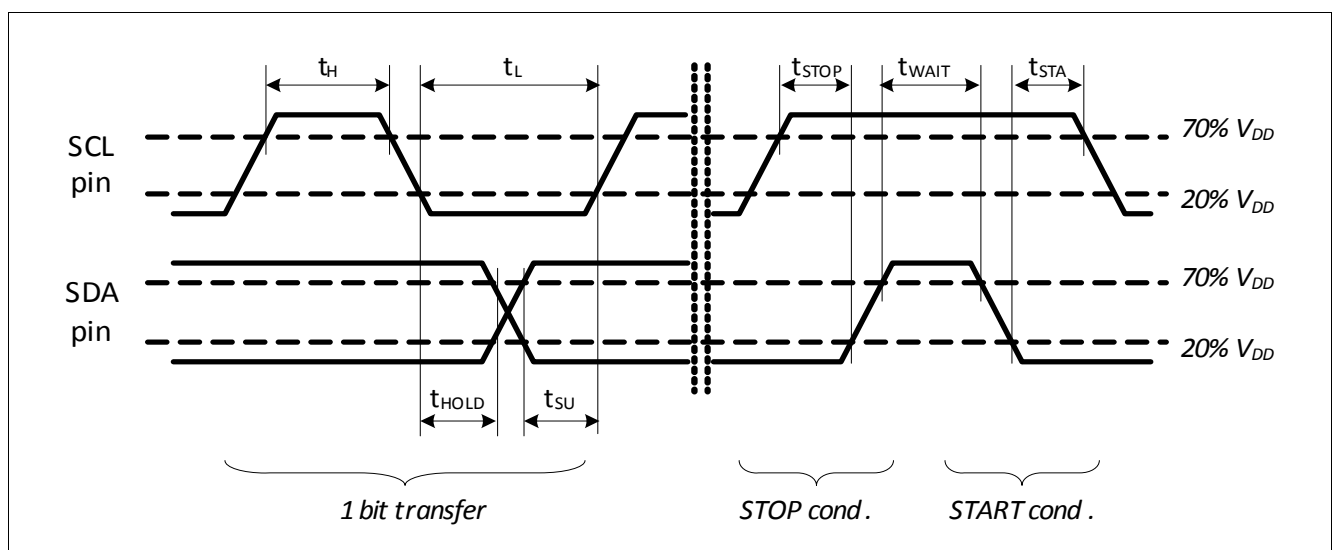 tH
tL
tSTOP
tWAIT
tSTA
SCL
pin
70% VDD
20% VDD
SDA
pin
70% VDD
20% VDD
tHOLD
tSU
1 bit transfer
STOP cond .
START cond .